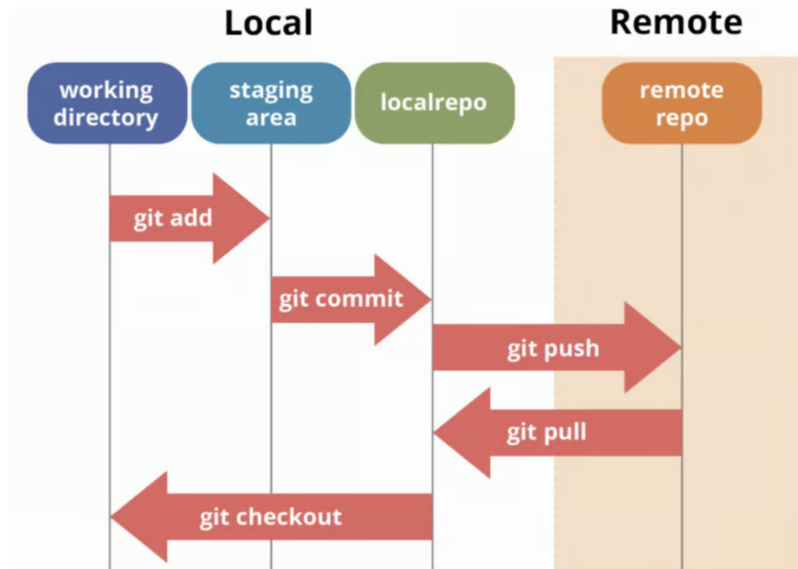 Local
Remote
working
directory
staging
area
localrepo
remote
repo
git add
git commit
git push
git pull
git checkout